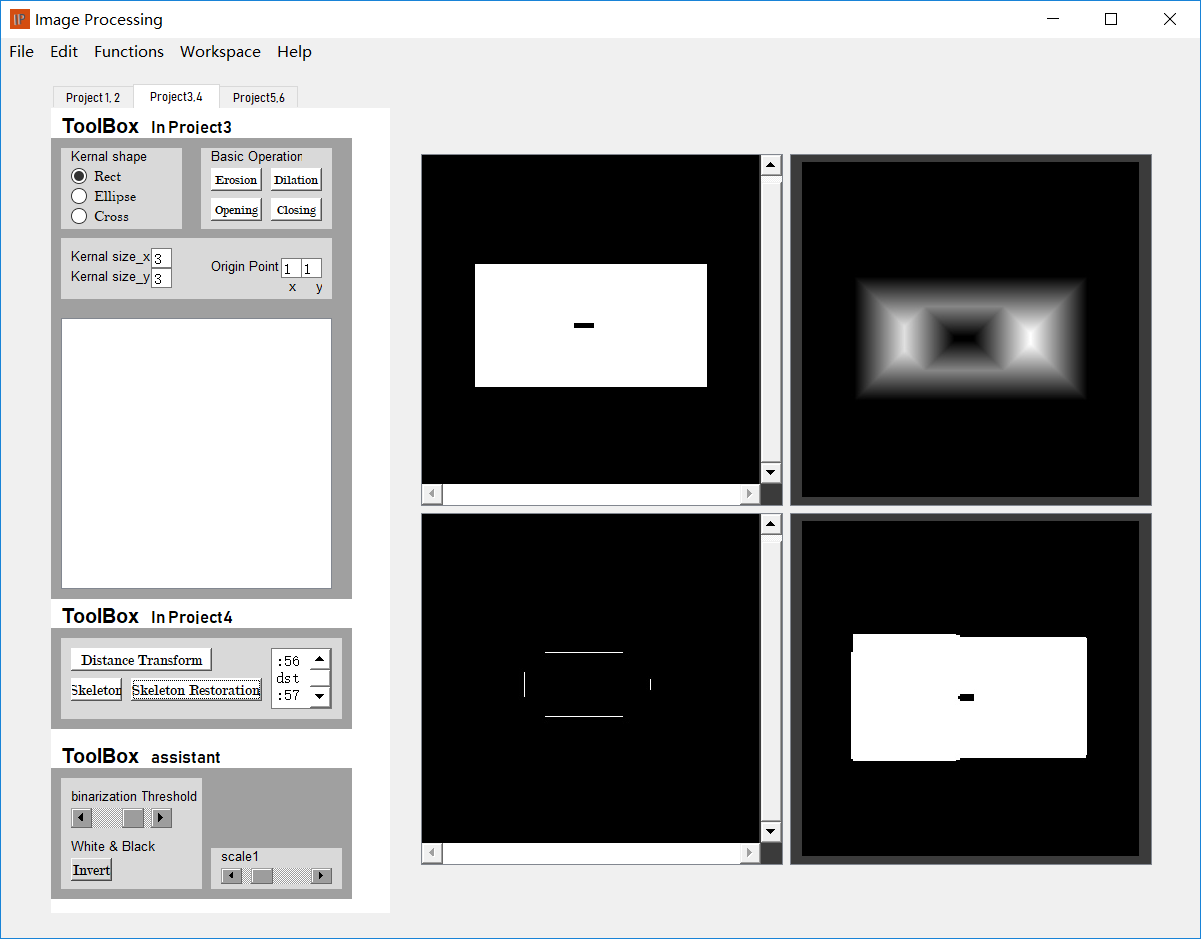 IP Image Processing
File Edit Functions Workspace Help
Project1,2 Project3,4 Project5,6
ToolBox In Project3
Kernal shape
Rect
Ellipse
Cross
Basic Operation
Erosion Dilation
Opening Closing
Kernal size_x 3
Kernal size_y 3
Origin Point 1 1
x y
ToolBox In Project4
Distance Transform
Skeleton Skeleton Restoration
:56
dst
:57
ToolBox assistant
binarization Threshold
White & Black
Invert
scale1